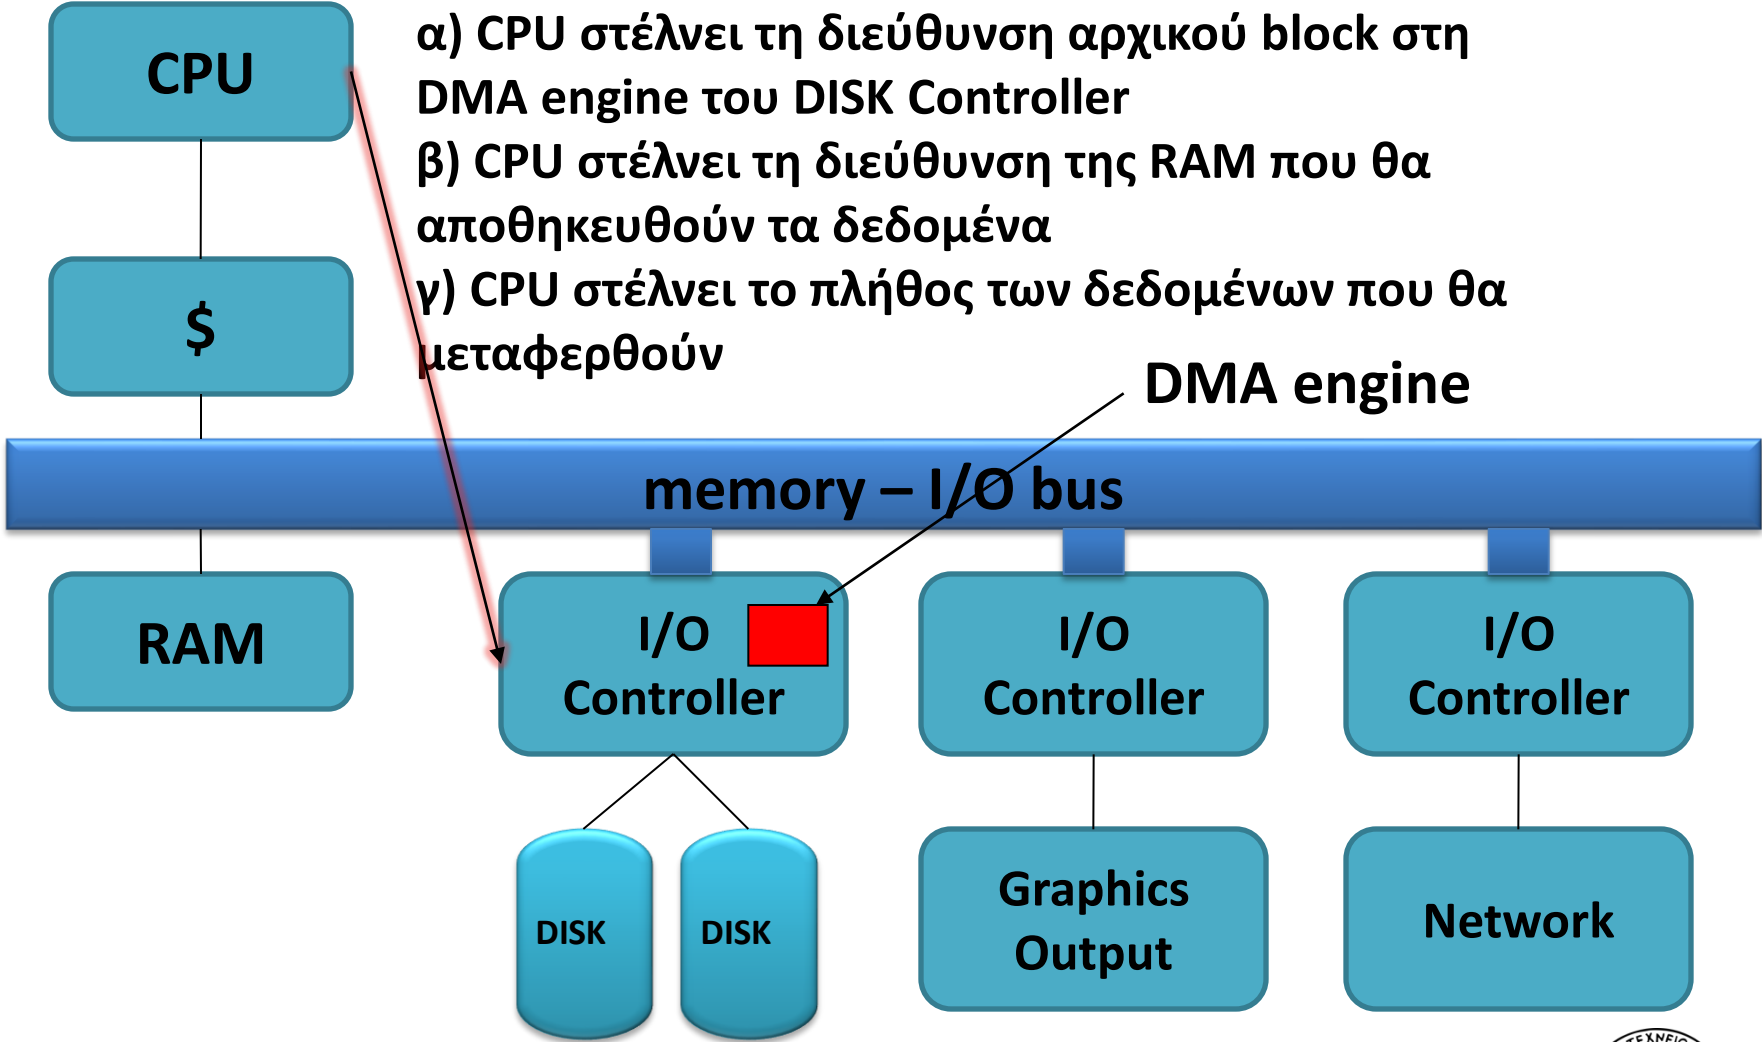 CPU
α) CPU στέλνει τη διεύθυνση αρχικού block στη
DMA engine του DISK Controller
β) CPU στέλνει τη διεύθυνση της RAM που θα
αποθηκευθούν τα δεδομένα
γ) CPU στέλνει το πλήθος των δεδομένων που θα
μεταφερθούν
$
DMA engine
memory – I/O bus
RAM
I/O
Controller
I/O
Controller
I/O
Controller
DISK
DISK
Graphics
Output
Network